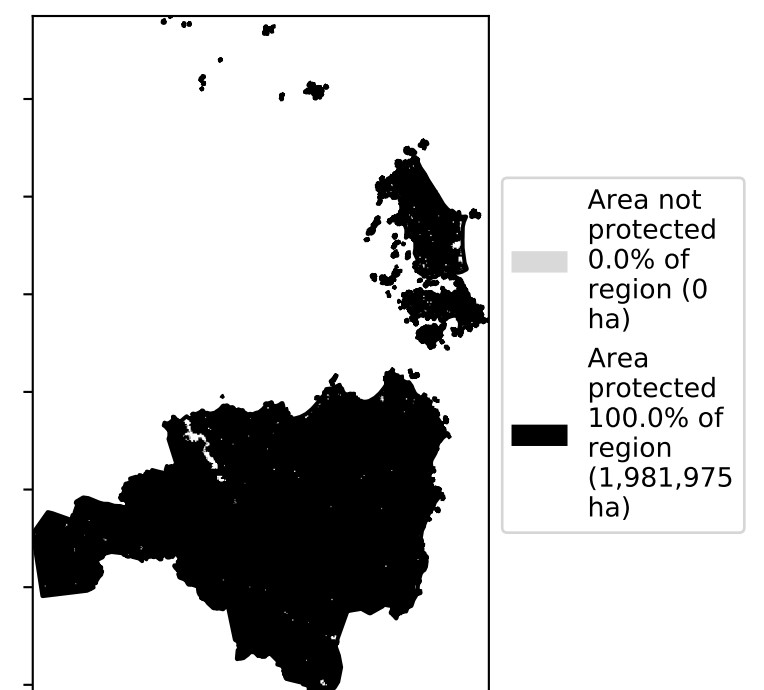 Area not
protected
0.0% of
region (0
ha)
Area
protected
100.0% of
region
(1,981,975
ha)